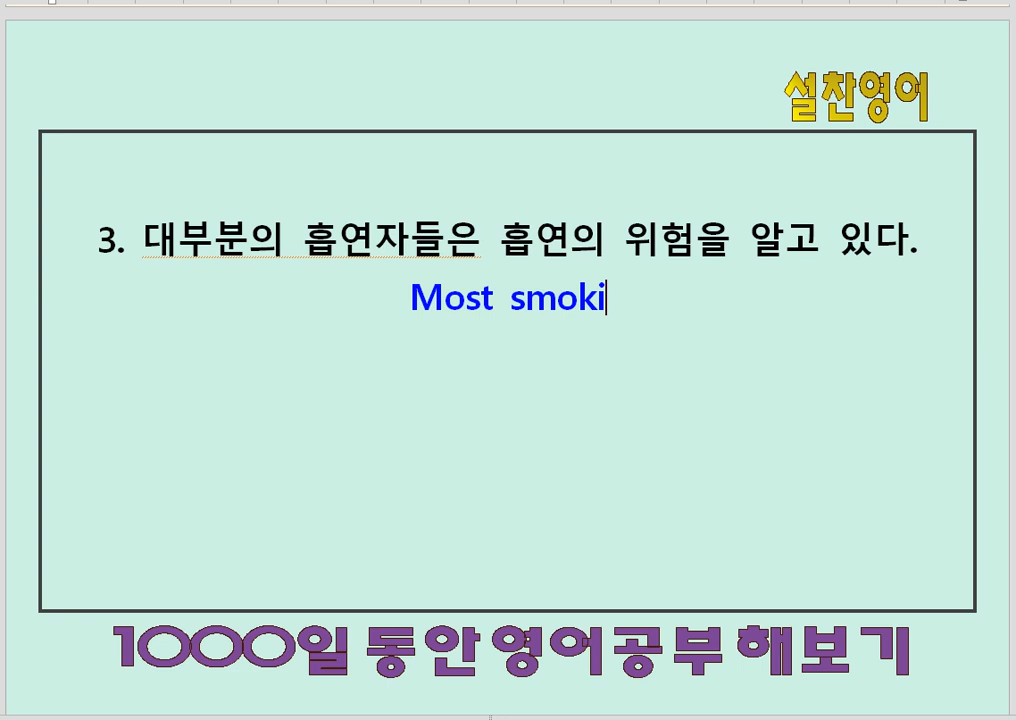 설찬영어
3. 대부분의 흡연자들은 흡연의 위험을 알고 있다.
Most smoki
1000일 동안 영어공부 해보기